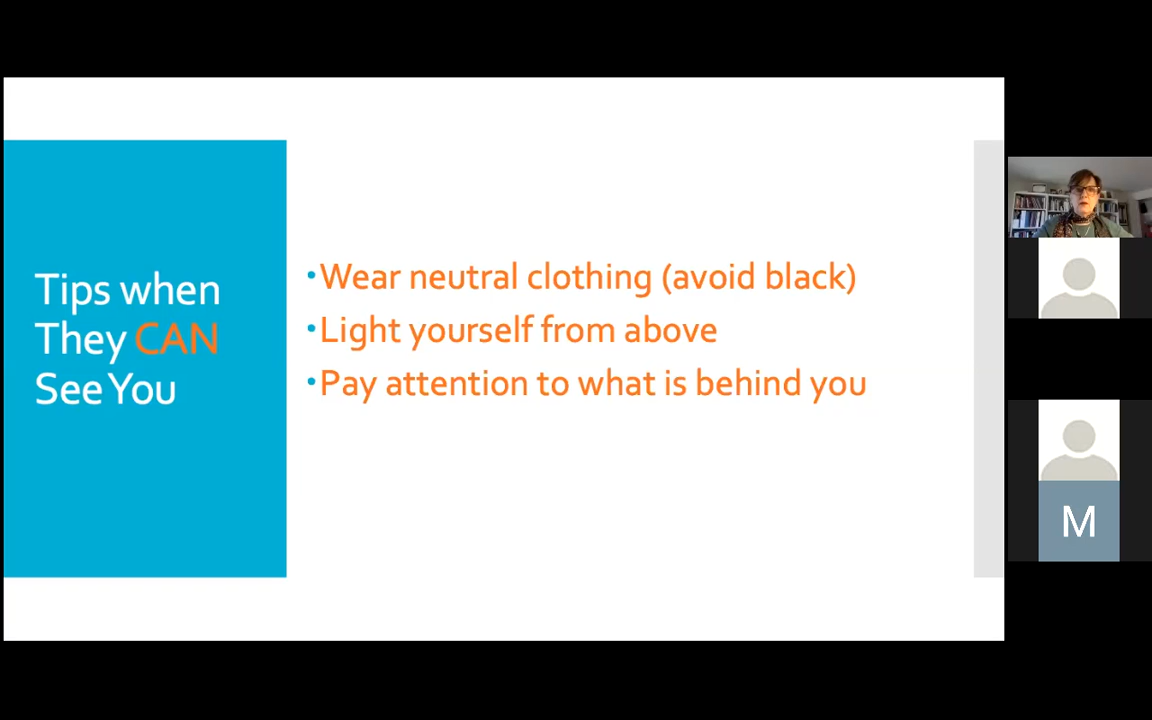 Tips when
They CAN
See You
•Wear neutral clothing (avoid black)
•Light yourself from above
•Pay attention to what is behind you
M